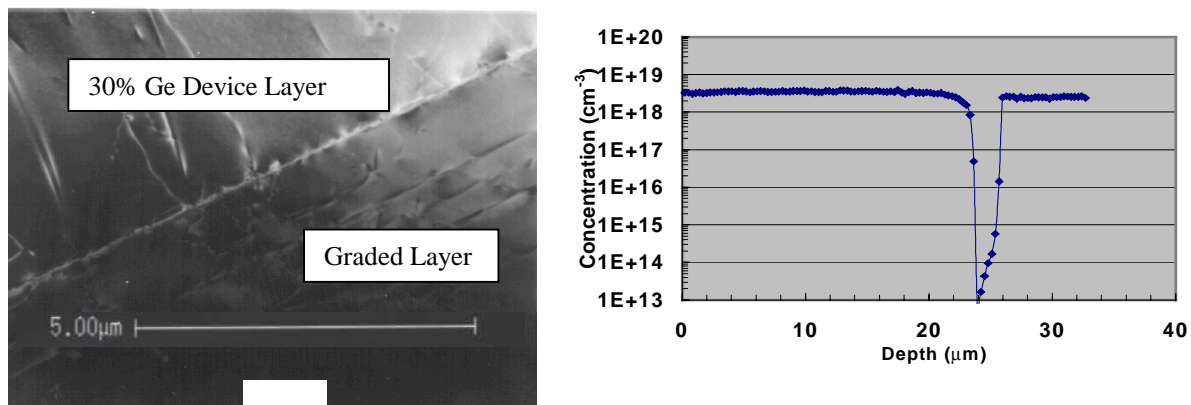 30% Ge Device Layer
Graded Layer
5.00µm
Concentration (cm-3)
1E+20
1E+19
1E+18
1E+17
1E+16
1E+15
1E+14
1E+13
0 10 20 30 40
Depth (µm)